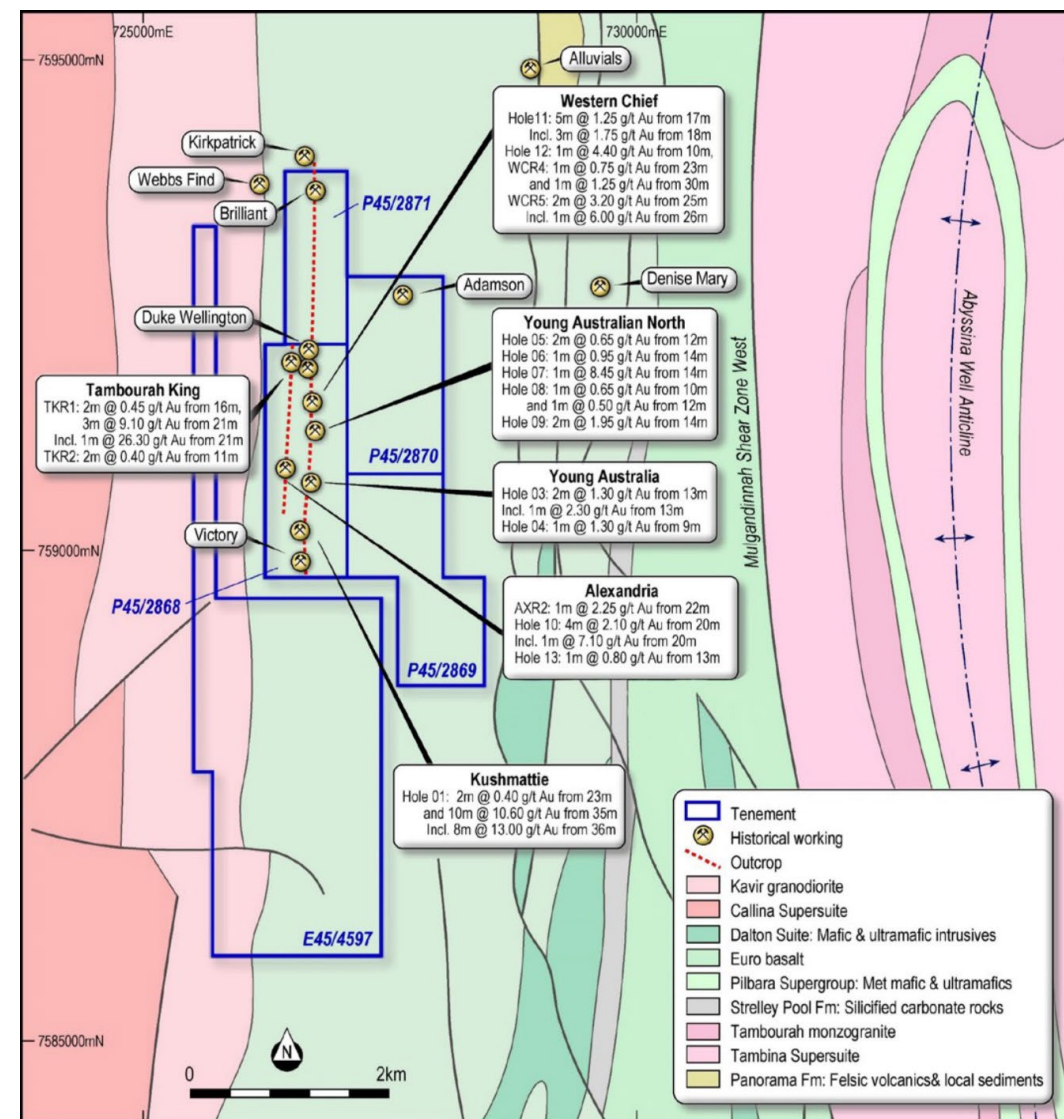 725000mE
730000mE
7595000mN
Alluvials
Western Chief
Hole11: 5m @ 1.25 g/t Au from 17m
Incl. 3m @ 1.75 g/t Au from 18m
Hole 12: 1m @ 4.40 g/t Au from 10m,
WCR4: 1m @ 0.75 g/t Au from 23m
and 1m @ 1.25 g/t Au from 30m
WCR5: 2m @ 3.20 g/t Au from 25m
Incl. 1m @ 6.00 g/t Au from 26m
Kirkpatrick
Webbs Find
Brilliant
P45/2871
Adamson
Denise Mary
Duke Wellington
Young Australian North
Hole 05: 2m @ 0.65 g/t Au from 12m
Hole 06: 1m @ 0.95 g/t Au from 14m
Hole 07: 1m @ 8.45 g/t Au from 14m
Hole 08: 1m @ 0.65 g/t Au from 10m
and 1m @ 0.50 g/t Au from 12m
Hole 09: 2m @ 1.95 g/t Au from 14m
Tambourah King
TKR1: 2m @ 0.45 g/t Au from 16m,
3m @ 9.10 g/t Au from 21m
Incl. 1m @ 26.30 g/t Au from 21m
TKR2: 2m @ 0.40 g/t Au from 11m
Mulgandinnah Shear Zone West
Abyssina Well Anticline
P45/2870
Young Australia
Hole 03: 2m @ 1.30 g/t Au from 13m
Incl. 1m @ 2.30 g/t Au from 13m
Hole 04: 1m @ 1.30 g/t Au from 9m
Victory
759000mN
P45/2868
Alexandria
AXR2: 1m @ 2.25 g/t Au from 22m
Hole 10: 4m @ 2.10 g/t Au from 20m
Incl. 1m @ 7.10 g/t Au from 20m
Hole 13: 1m @ 0.80 g/t Au from 13m
P45/2869
Kushmattie
Hole 01: 2m @ 0.40 g/t Au from 23m
and 10m @ 10.60 g/t Au from 35m
Incl. 8m @ 13.00 g/t Au from 36m
E45/4597
7585000mN
N
0 2km
Tenement
Historical working
Outcrop
Kavir granodiorite
Callina Supersuite
Dalton Suite: Mafic & ultramafic intrusives
Euro basalt
Pilbara Supergroup: Met mafic & ultramafics
Strelley Pool Fm: Silicified carbonate rocks
Tambourah monzogranite
Tambina Supersuite
Panorama Fm: Felsic volcanics& local sediments